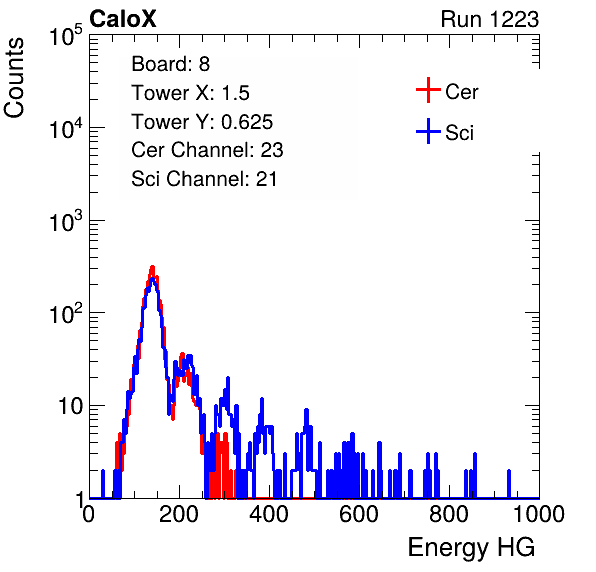 CaloX Run 1223
Counts
Board: 8
Tower X: 1.5
Tower Y: 0.625
Cer Channel: 23
Sci Channel: 21
Cer
Sci
10^5
10^4
10^3
10^2
10
1
0 200 400 600 800 1000
Energy HG